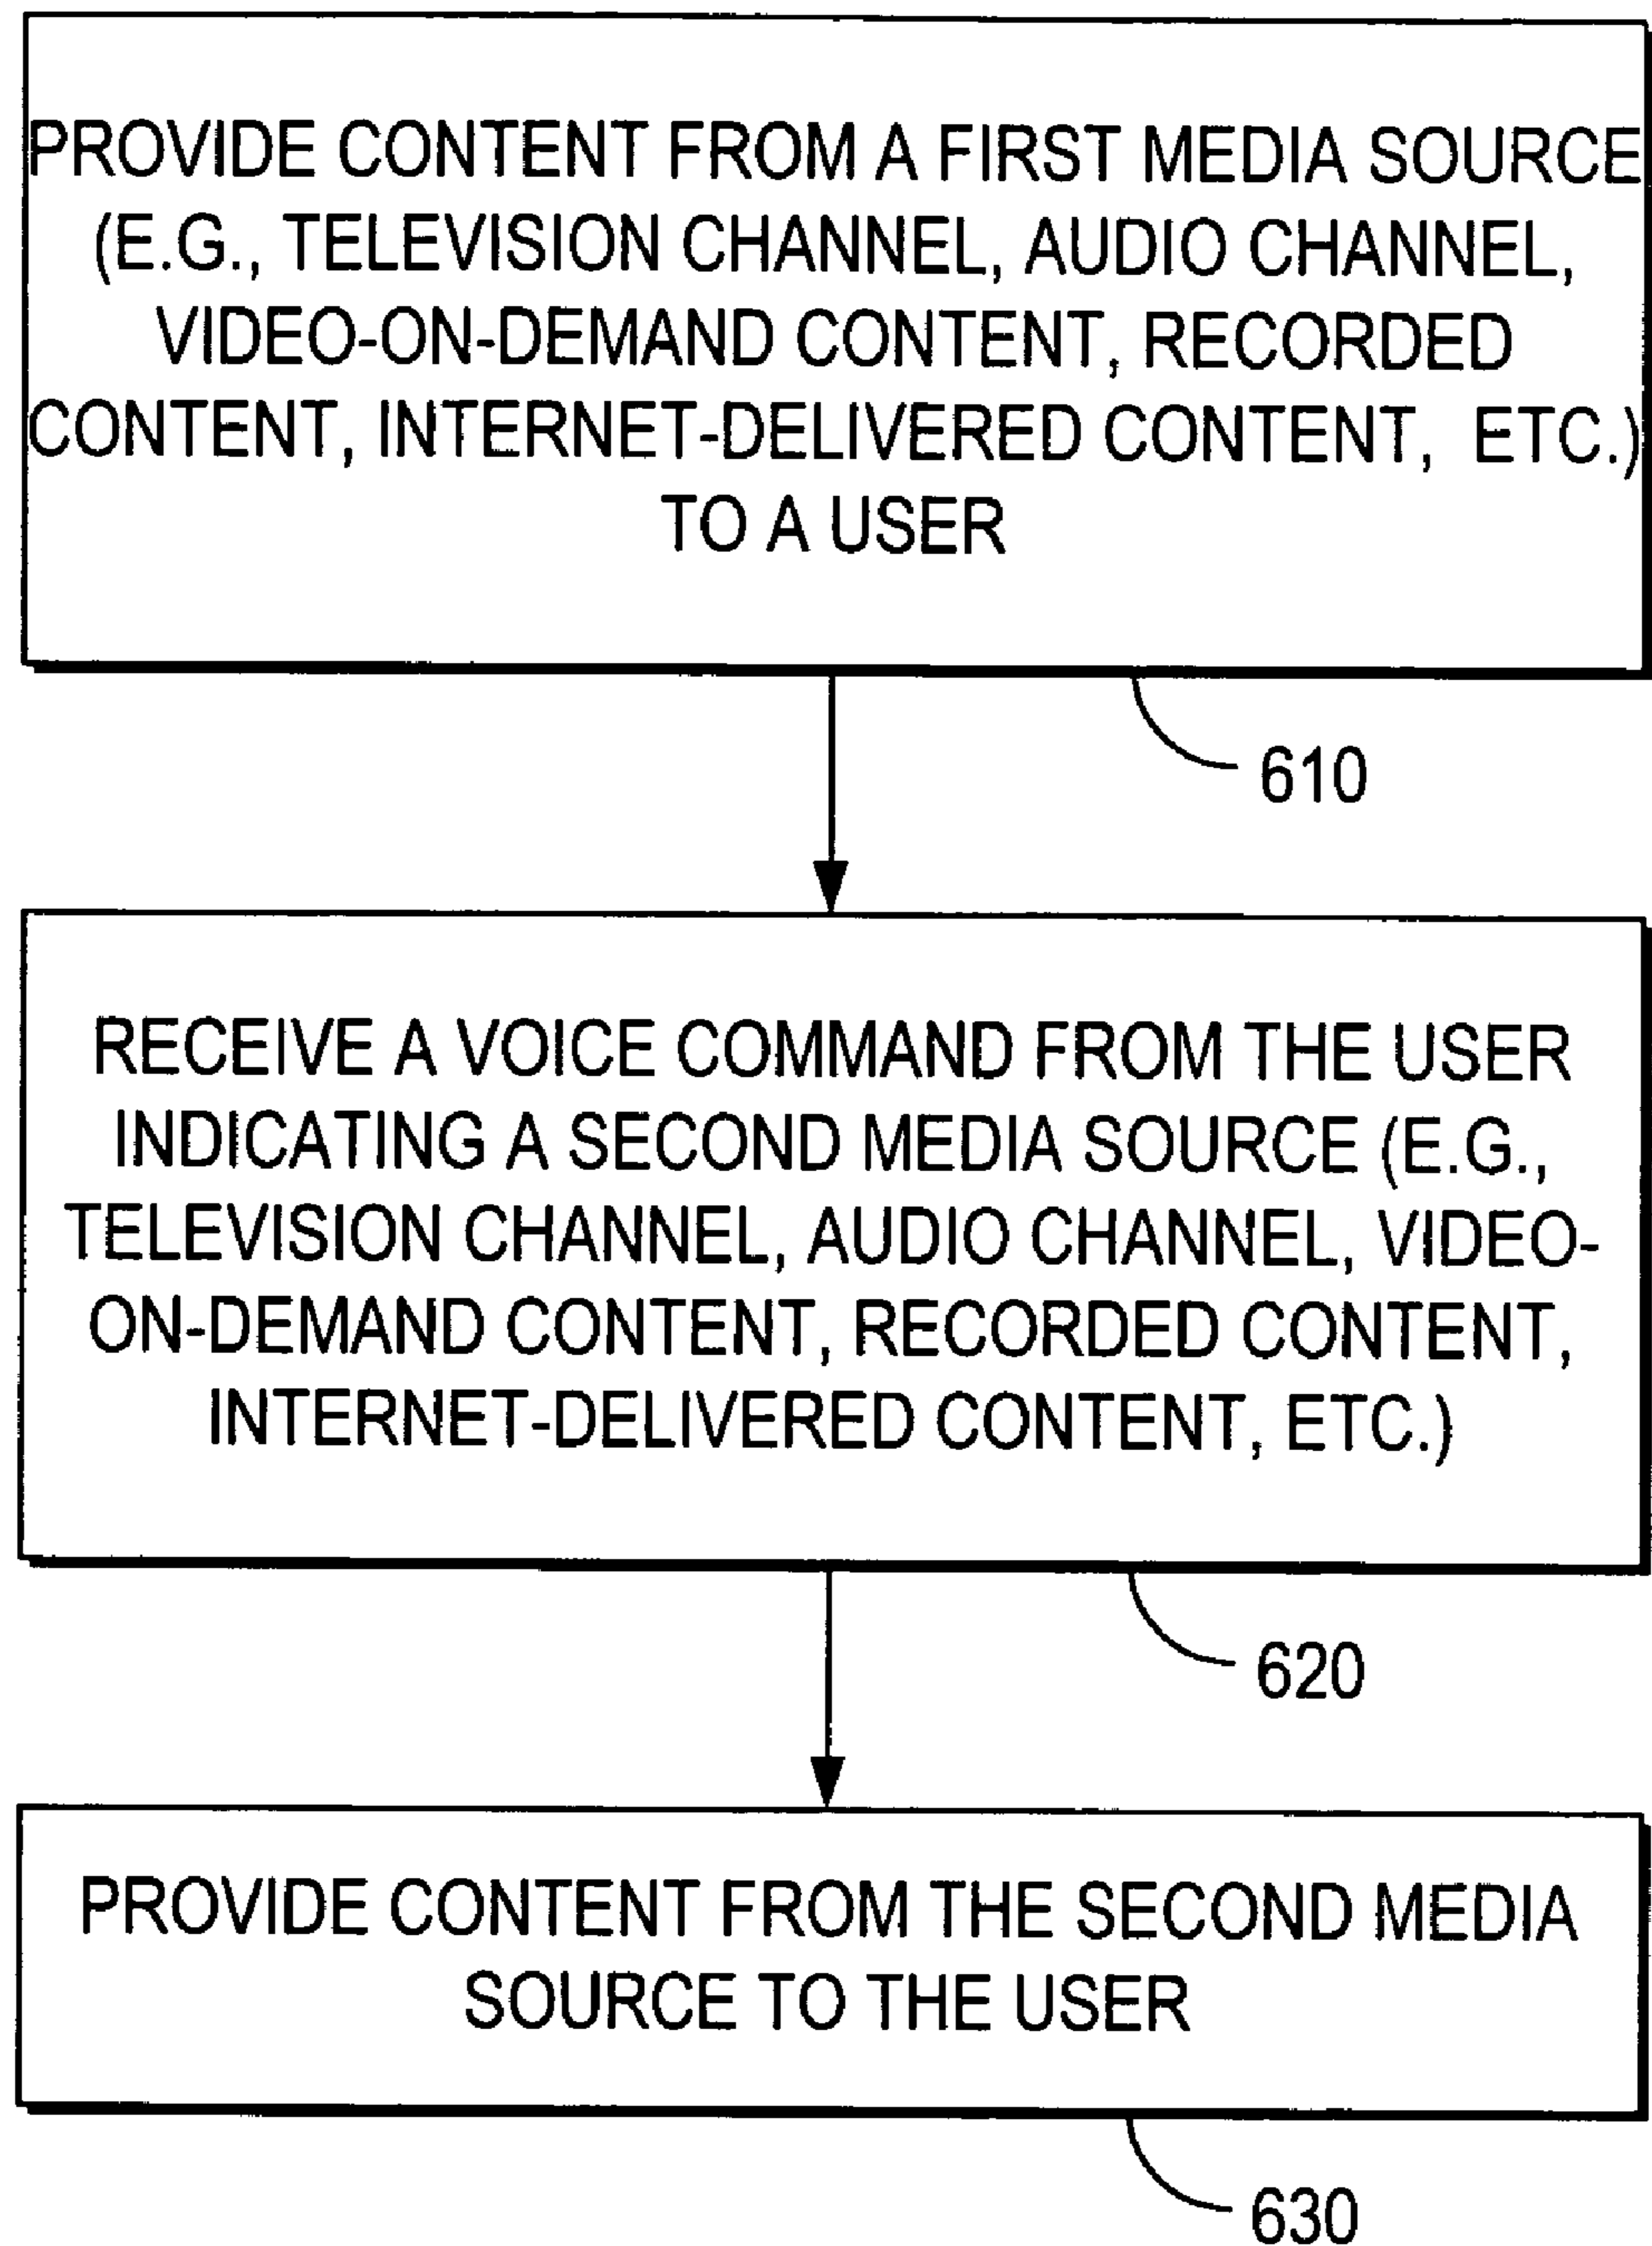 PROVIDE CONTENT FROM A FIRST MEDIA SOURCE
(E.G., TELEVISION CHANNEL, AUDIO CHANNEL,
VIDEO-ON-DEMAND CONTENT, RECORDED
CONTENT, INTERNET-DELIVERED CONTENT, ETC.)
TO A USER
610
RECEIVE A VOICE COMMAND FROM THE USER
INDICATING A SECOND MEDIA SOURCE (E.G.,
TELEVISION CHANNEL, AUDIO CHANNEL, VIDEO-
ON-DEMAND CONTENT, RECORDED CONTENT,
INTERNET-DELIVERED CONTENT, ETC.)
620
PROVIDE CONTENT FROM THE SECOND MEDIA
SOURCE TO THE USER
630